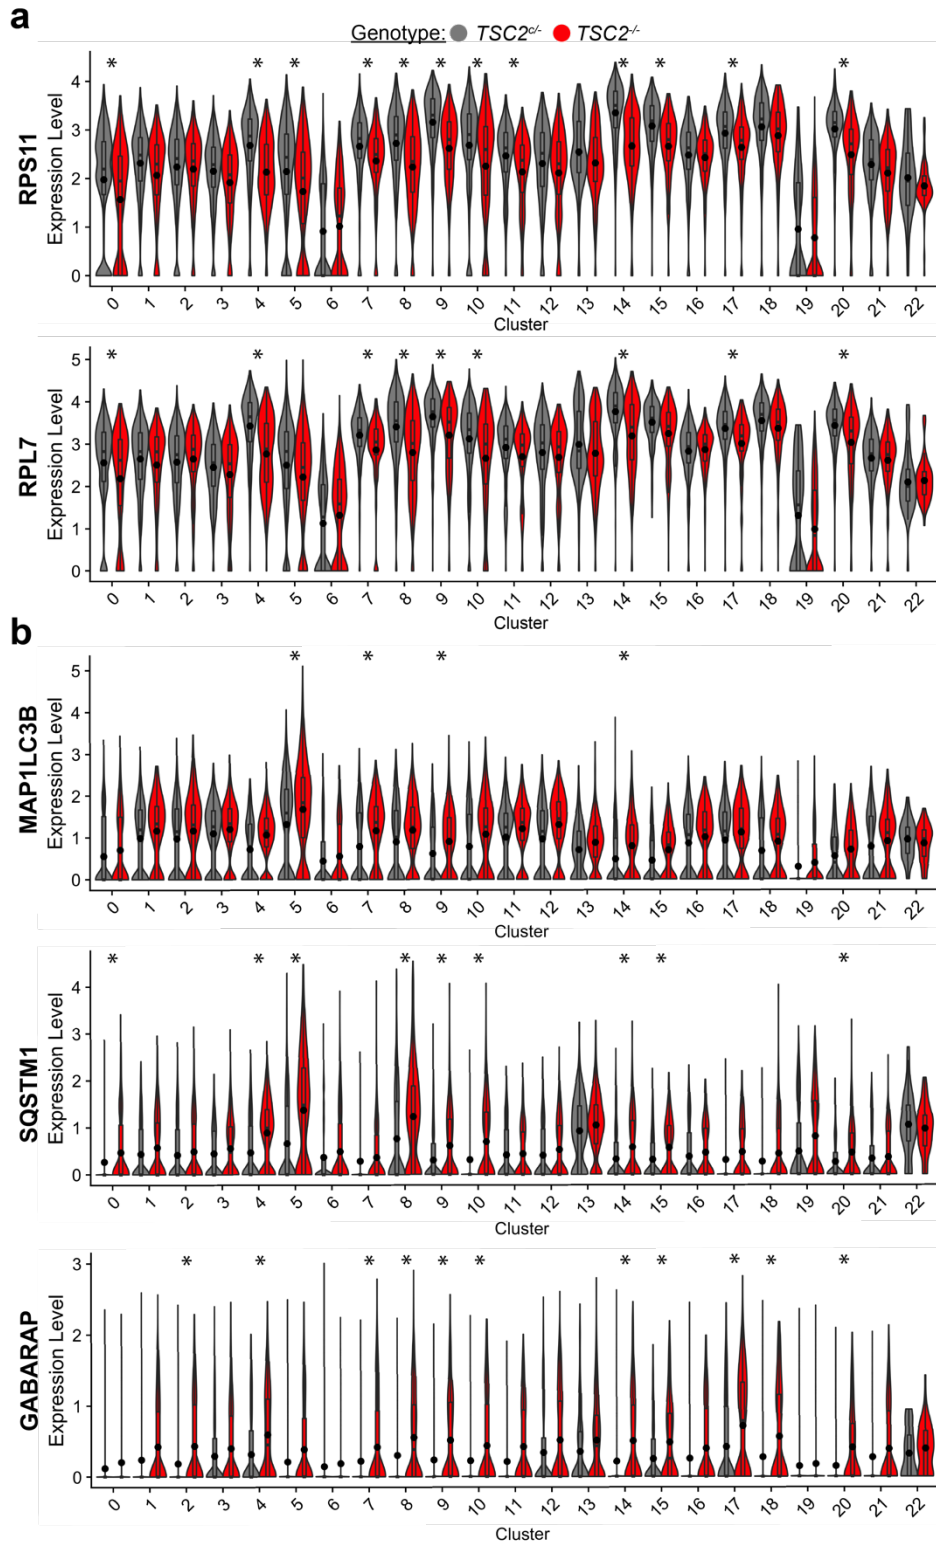 a
Genotype: TSC2c/- TSC2-/-
* * * * * * * * * * * *
RPS11
Expression Level
4
3
2
1
0
0 1 2 3 4 5 6 7 8 9 10 11 12 13 14 15 16 17 18 19 20 21 22
Cluster
* * * * * * * * *
RPL7
Expression Level
5
4
3
2
1
0
0 1 2 3 4 5 6 7 8 9 10 11 12 13 14 15 16 17 18 19 20 21 22
Cluster
b
* * * *
MAP1LC3B
Expression Level
5
4
3
2
1
0
0 1 2 3 4 5 6 7 8 9 10 11 12 13 14 15 16 17 18 19 20 21 22
Cluster
* * * * * * * * *
SQSTM1
Expression Level
4
3
2
1
0
0 1 2 3 4 5 6 7 8 9 10 11 12 13 14 15 16 17 18 19 20 21 22
Cluster
* * * * * * * * * * *
GABARAP
Expression Level
3
2
1
0
0 1 2 3 4 5 6 7 8 9 10 11 12 13 14 15 16 17 18 19 20 21 22
Cluster